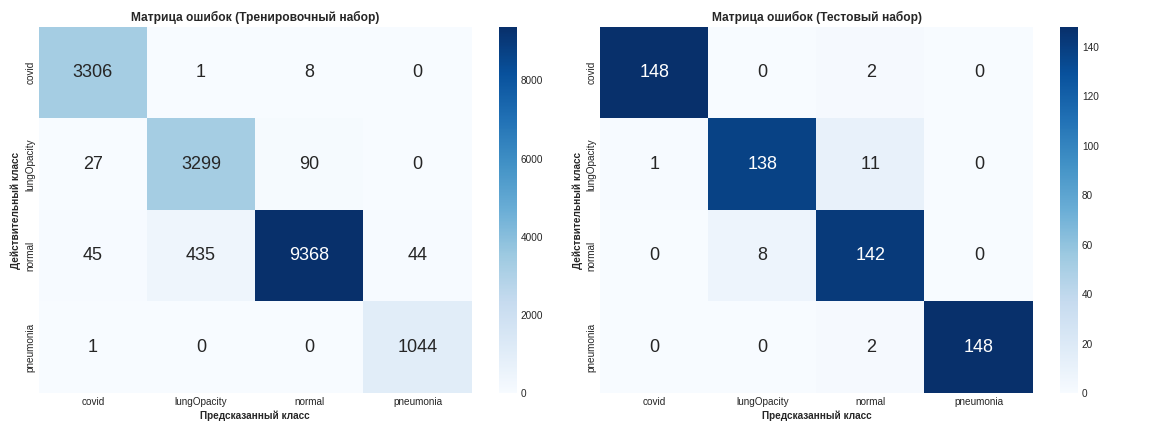 Матрица ошибок (Тренировочный набор)
Действительный класс
covid
3306 1 8 0
lungOpacity
27 3299 90 0
normal
45 435 9368 44
pneumonia
1 0 0 1044
covid lungOpacity normal pneumonia
Предсказанный класс
8000
6000
4000
2000
0
Матрица ошибок (Тестовый набор)
Действительный класс
covid
148 0 2 0
lungOpacity
1 138 11 0
normal
0 8 142 0
pneumonia
0 0 2 148
covid lungOpacity normal pneumonia
Предсказанный класс
140
120
100
80
60
40
20
0